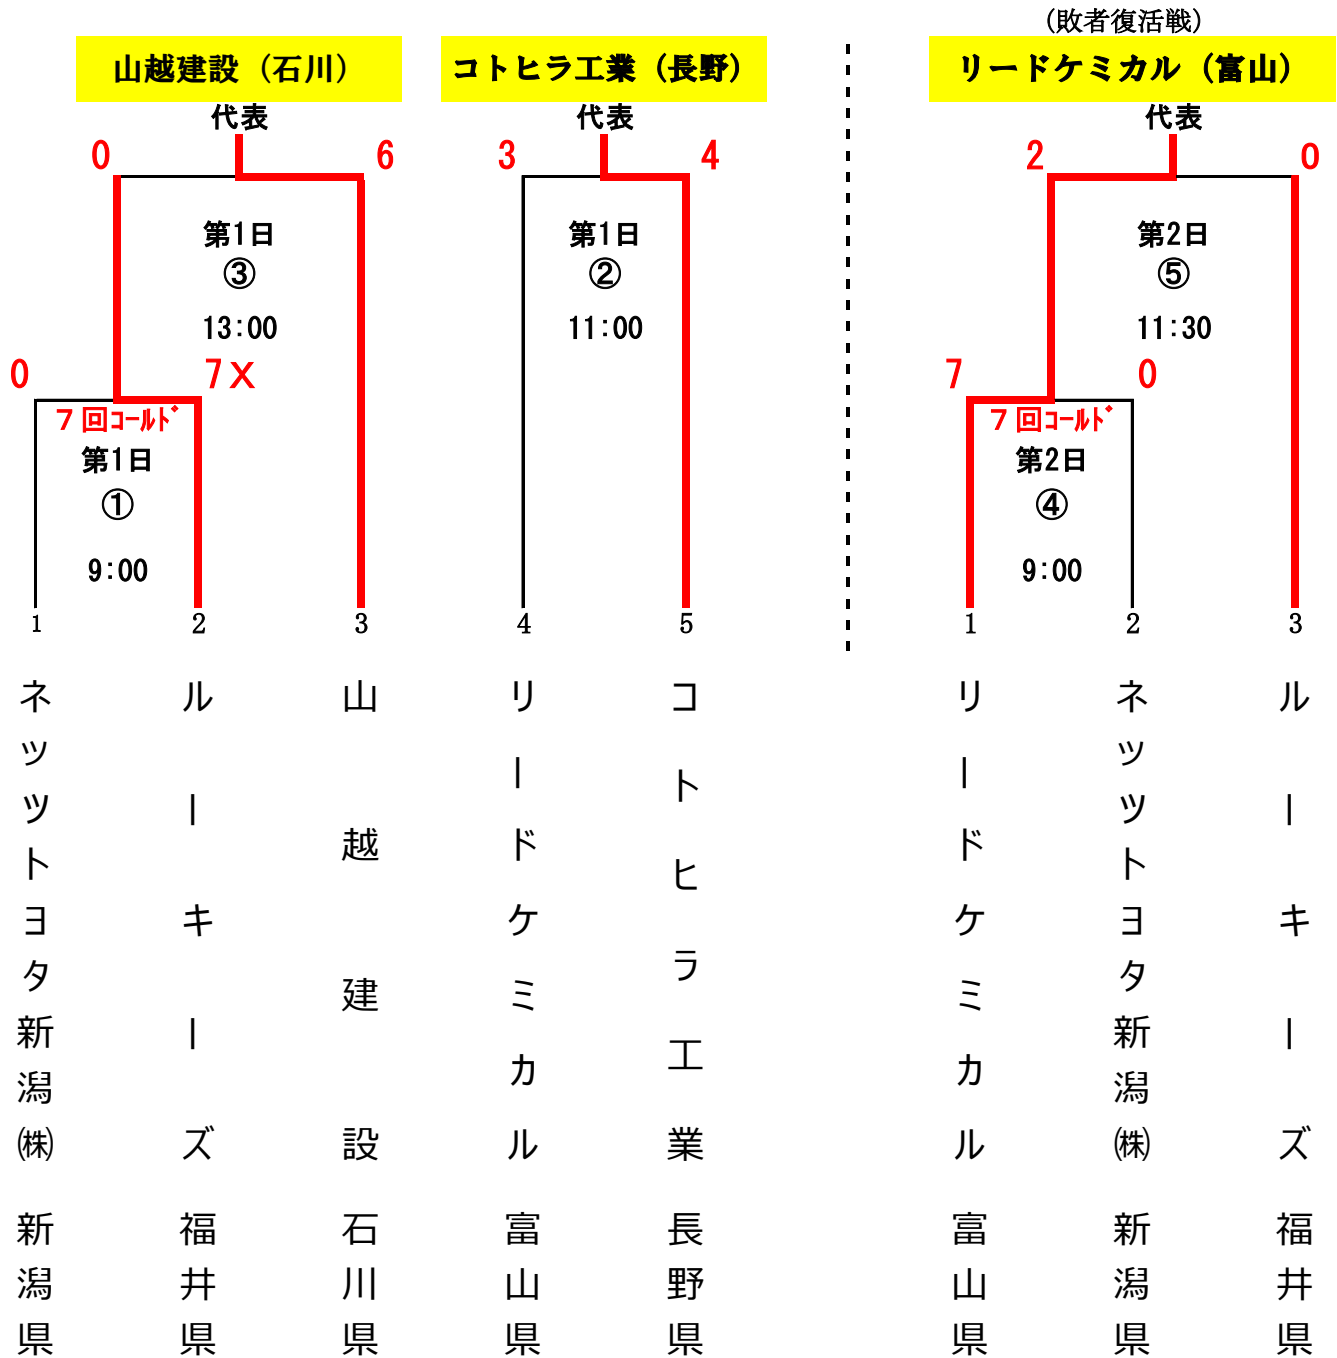 (敗者復活戦)
山越建設（石川）
コトヒラ工業（長野）
リードケミカル（富山）
代表
代表
代表
0
6
3
4
2
0
第1日
③
13:00
第1日
②
11:00
第2日
⑤
11:30
0
7X
7
0
７回ｺｰﾙﾄﾞ
第1日
①
9:00
７回ｺｰﾙﾄﾞ
第2日
④
9:00
1
2
3
4
5
1
2
3
ネッツトヨタ新潟㈱
新潟県
ルーキーズ
福井県
山越建設
石川県
リードケミカル
富山県
コトヒラ工業
長野県
リードケミカル
富山県
ネッツトヨタ新潟㈱
新潟県
ルーキーズ
福井県